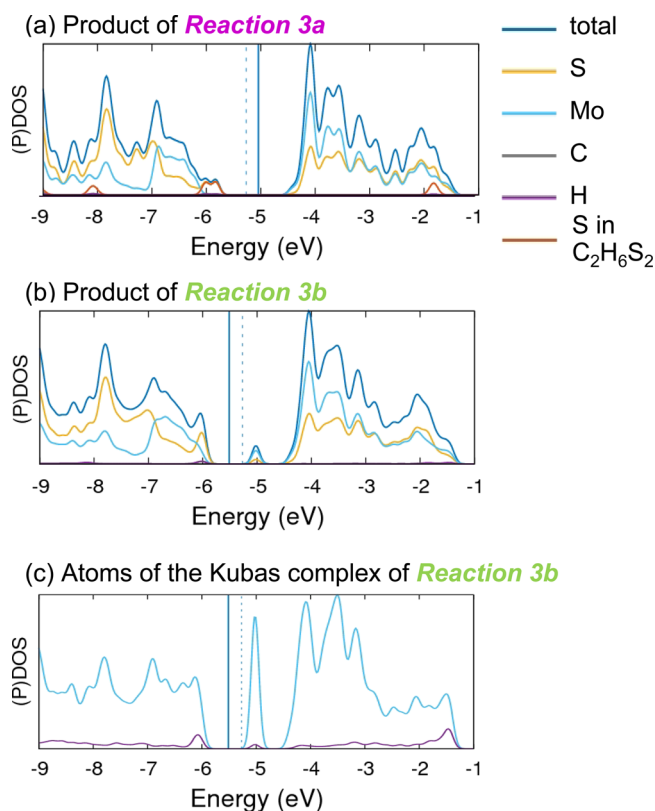 (a) Product of Reaction 3a
(P)DOS
-9 -8 -7 -6 -5 -4 -3 -2 -1
Energy (eV)
total
S
Mo
C
H
S in
C₂H₆S₂
(b) Product of Reaction 3b
(P)DOS
-9 -8 -7 -6 -5 -4 -3 -2 -1
Energy (eV)
(c) Atoms of the Kubas complex of Reaction 3b
(P)DOS
-9 -8 -7 -6 -5 -4 -3 -2 -1
Energy (eV)